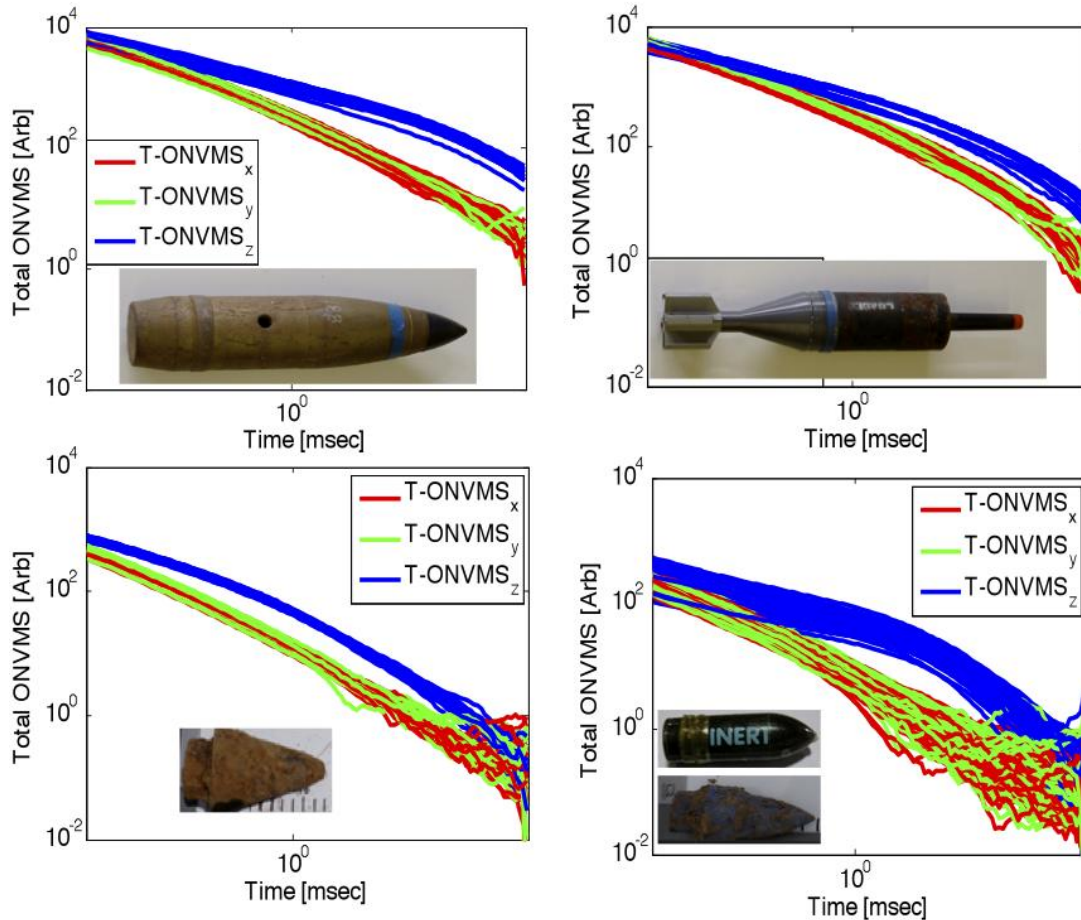 10^4
10^2
10^0
10^-2
Total ONVMS [Arb]
T-ONVMS_x
T-ONVMS_y
T-ONVMS_z
10^0
Time [msec]
10^4
10^2
10^0
10^-2
Total ONVMS [Arb]
10^0
Time [msec]
10^4
10^2
10^0
10^-2
Total ONVMS [Arb]
T-ONVMS_x
T-ONVMS_y
T-ONVMS_z
10^0
Time [msec]
10^4
10^2
10^0
10^-2
Total ONVMS [Arb]
T-ONVMS_x
T-ONVMS_y
T-ONVMS_z
INERT
10^0
Time [msec]